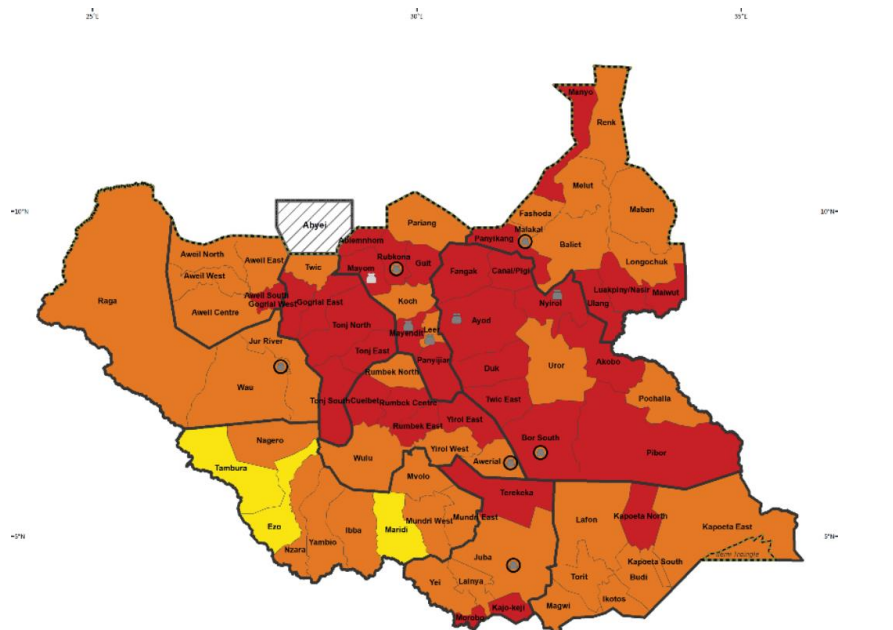 25°E
30°E
35°E
Manyo
Renk
10°N
10°N
Melut
Maban
Abyei
Pariang
Fashoda
Malakal
Abiemnhom
Panyikang
Baliet
Aweil North
Aweil East
Rubkona
Guit
Longochuk
Twic
Mayom
Fangak
Canal/Pigi
Aweil West
Luakpiny/Nasir
Maiwut
Aweil South
Gogrial West
Gogrial East
Koch
Nyirol
Ulang
Raga
Aweil Centre
Tonj North
Mayendit
Leer
Ayod
Jur River
Tonj East
Panyijiar
Akobo
Duk
Uror
Rumbek North
Wau
Pochalla
Tonj South
Cueibet
Rumbek Centre
Twic East
Yirol East
Rumbek East
Nagero
Bor South
Yirol West
Pibor
Wulu
Awerial
Tambura
Mvolo
Terekeka
Ezo
Maridi
Mundri West
Mundri East
Lafon
Kapoeta North
Kapoeta East
5°N
5°N
Ibba
Yambio
Nzara
Juba
Ilemi triangle
Kapoeta South
Yei
Lainya
Torit
Budi
Magwi
Ikotos
Kajo-keji
Morobo